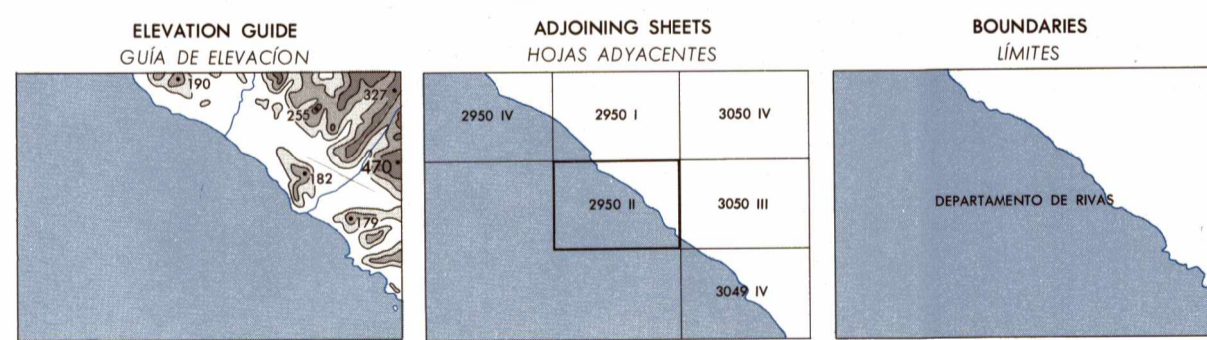 ELEVATION GUIDE
GUÍA DE ELEVACÍON
190
327
255
470
182
179
ADJOINING SHEETS
HOJAS ADYACENTES
2950 IV
2950 I
3050 IV
2950 II
3050 III
3049 IV
BOUNDARIES
LÍMITES
DEPARTAMENTO DE RIVAS